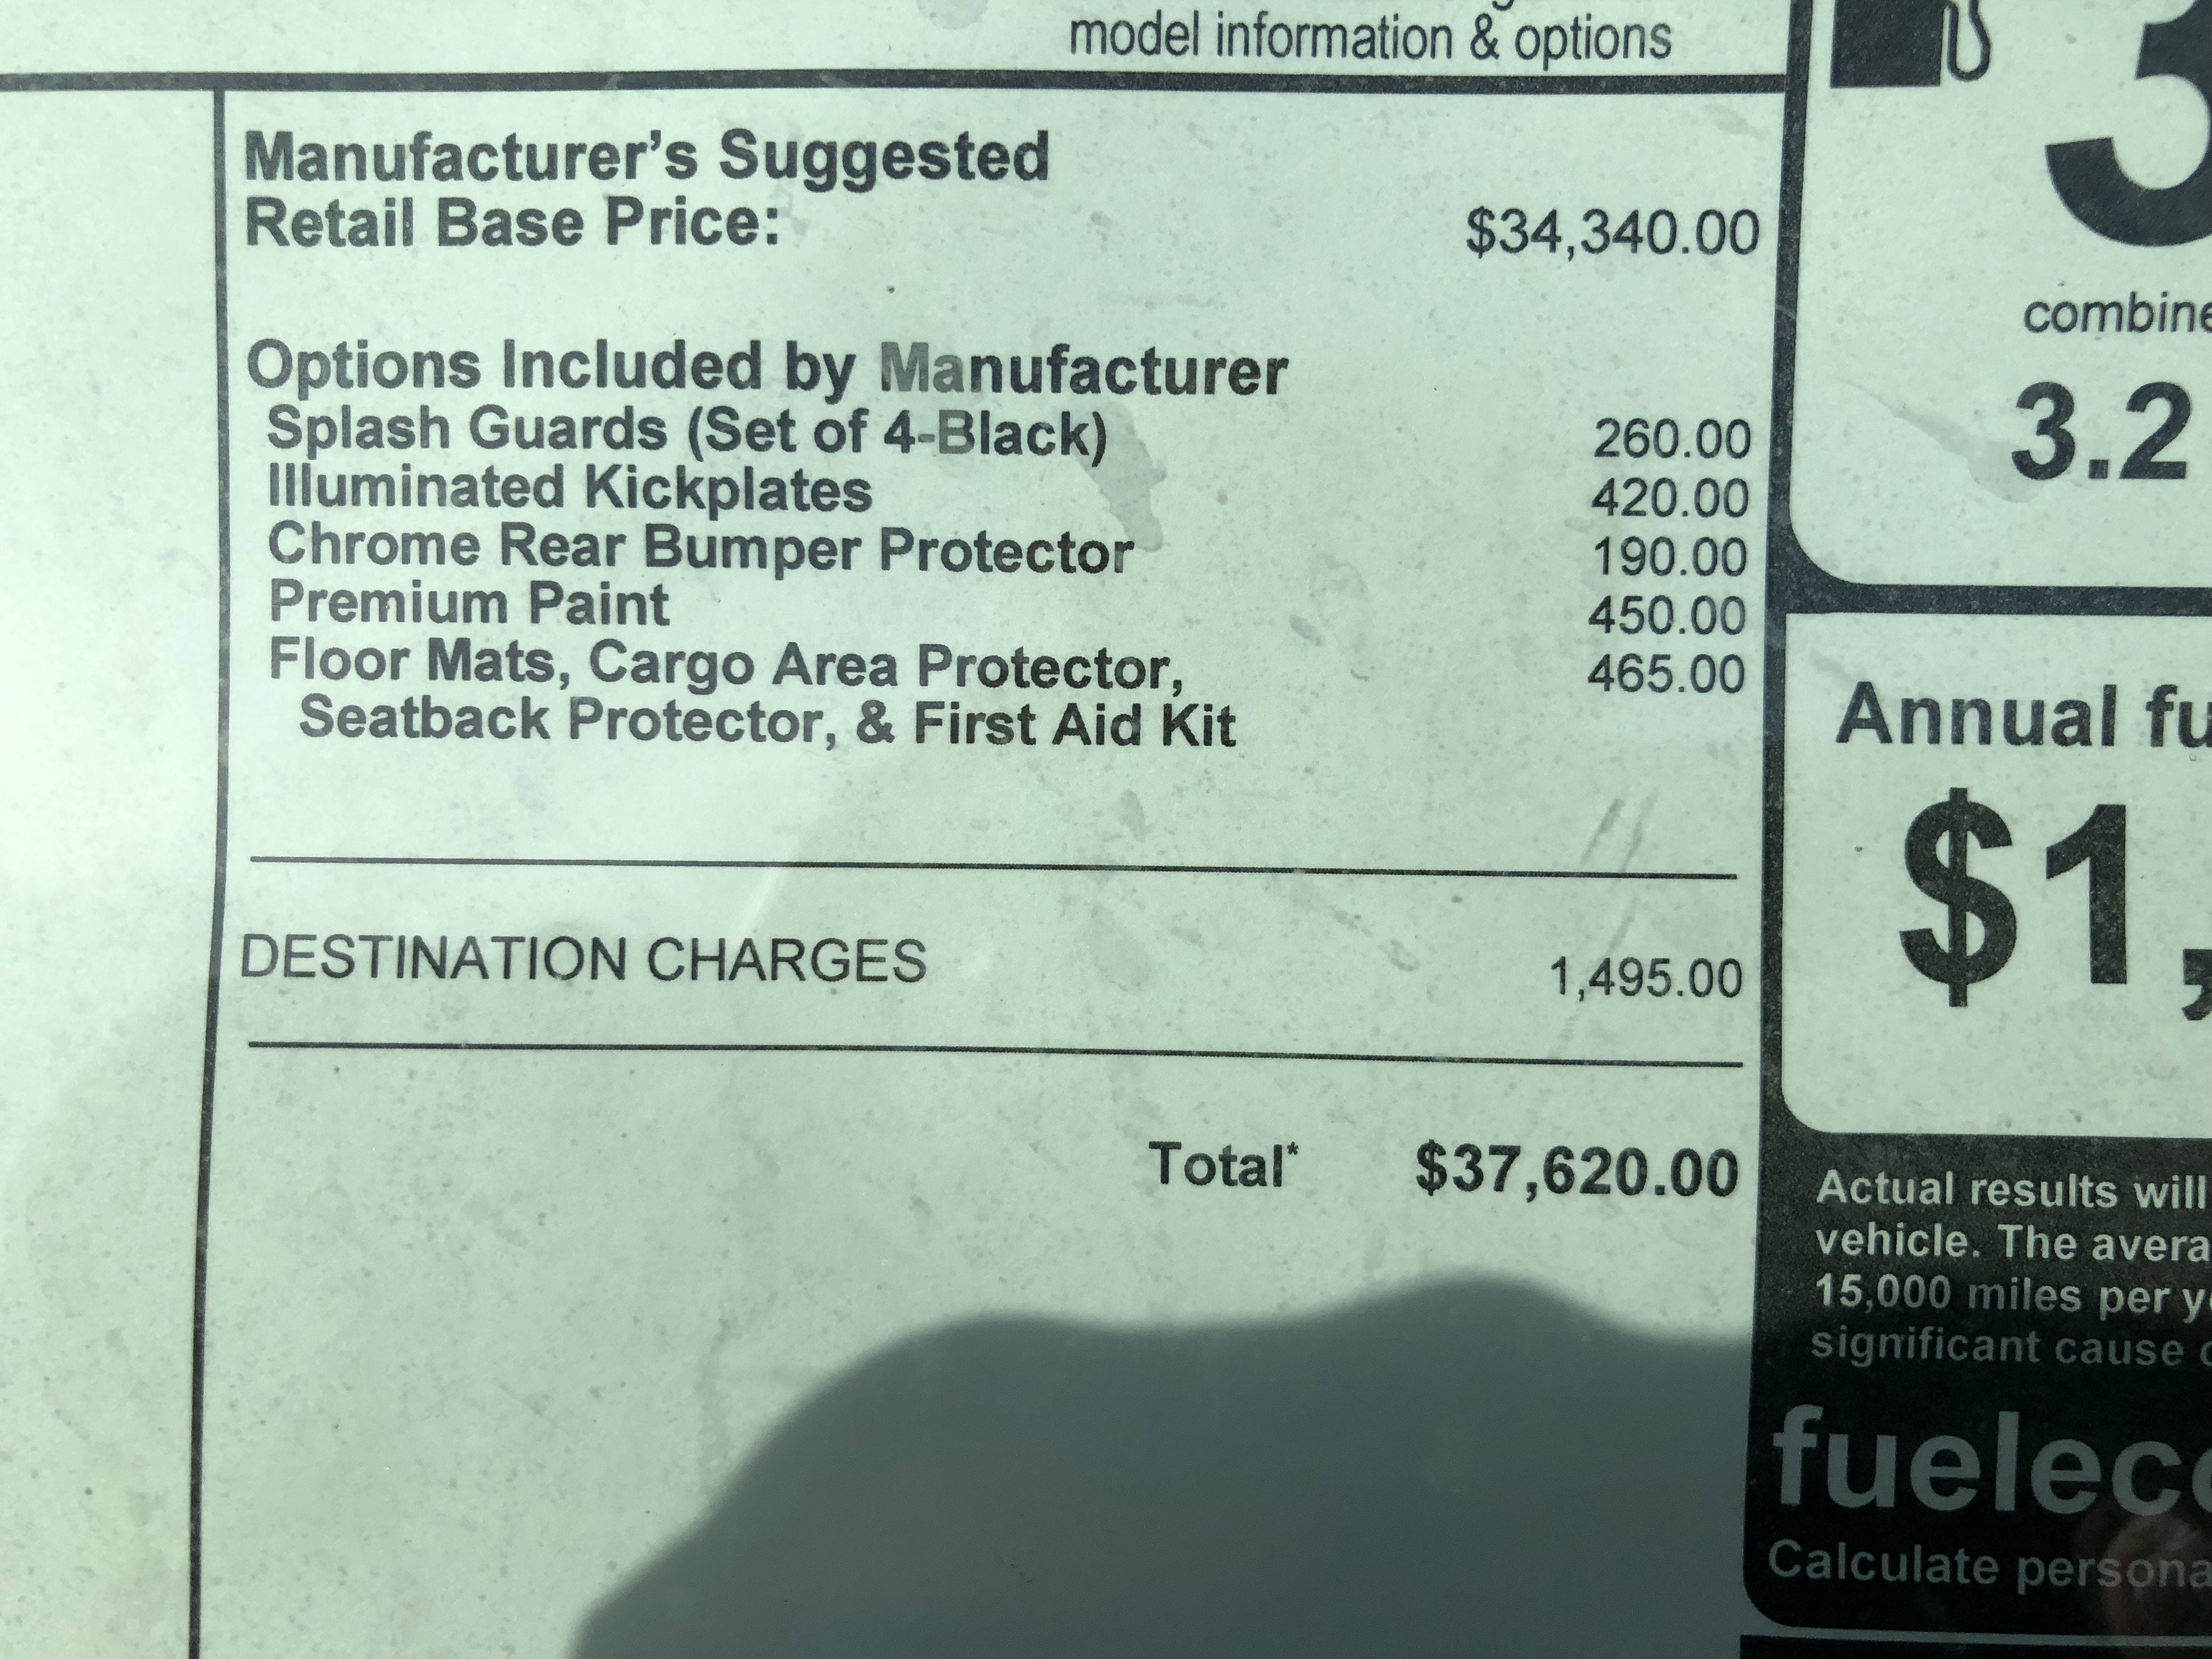 model information & options
Manufacturer's Suggested
Retail Base Price: $34,340.00
Options Included by Manufacturer
Splash Guards (Set of 4-Black) 260.00
Illuminated Kickplates 420.00
Chrome Rear Bumper Protector 190.00
Premium Paint 450.00
Floor Mats, Cargo Area Protector, 465.00
Seatback Protector, & First Aid Kit
DESTINATION CHARGES 1,495.00
Total* $37,620.00
3
combine
3.2
Annual fu
$1,
Actual results will
vehicle. The avera
15,000 miles per y
significant cause
fueleco
Calculate persona